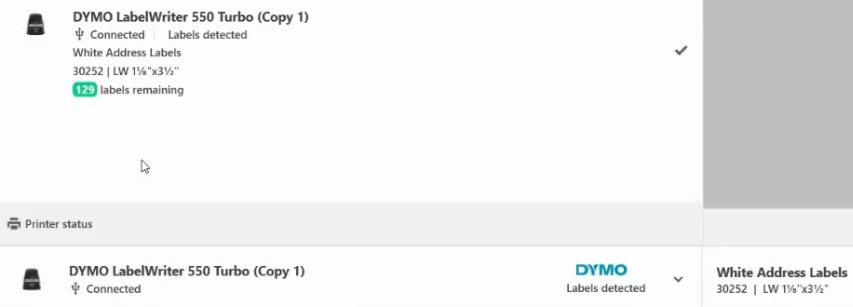 DYMO LabelWriter 550 Turbo (Copy 1)
Connected | Labels detected
White Address Labels
30252 | LW 1⅛"x3½"
129 labels remaining
Printer status
DYMO LabelWriter 550 Turbo (Copy 1)
Connected
DYMO
Labels detected
White Address Labels
30252 | LW 1⅛"x3½"